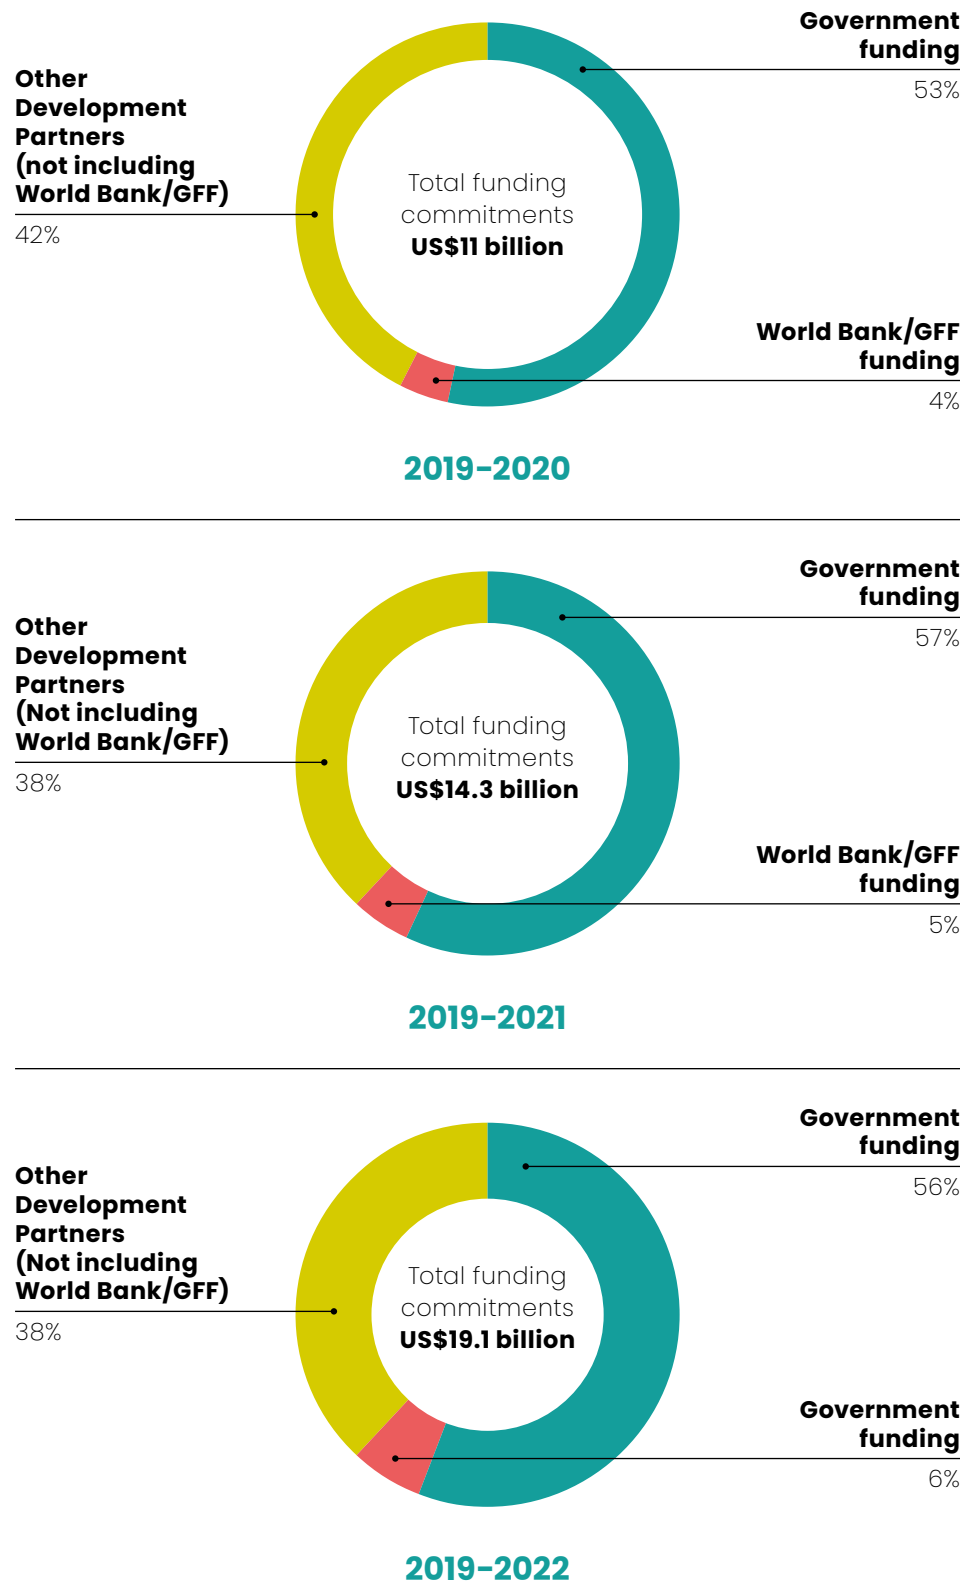 Government
funding
53%
Other
Development
Partners
(not including
World Bank/GFF)
42%
Total funding
commitments
US$11 billion
World Bank/GFF
funding
4%
2019-2020
Government
funding
57%
Other
Development
Partners
(Not including
World Bank/GFF)
38%
Total funding
commitments
US$14.3 billion
World Bank/GFF
funding
5%
2019-2021
Government
funding
56%
Other
Development
Partners
(Not including
World Bank/GFF)
38%
Total funding
commitments
US$19.1 billion
Government
funding
6%
2019-2022